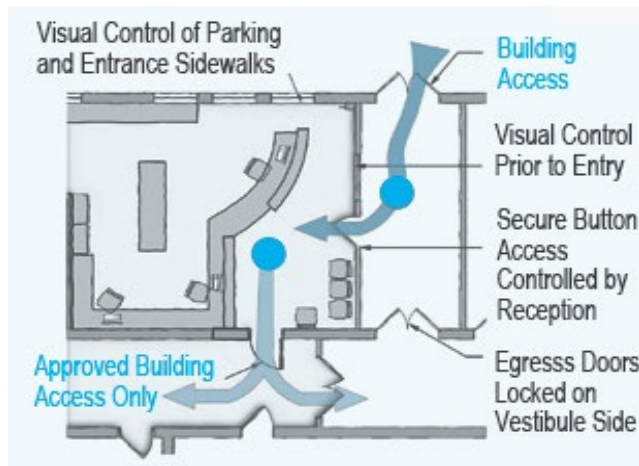 Visual Control of Parking
and Entrance Sidewalks
Building
Access
Visual Control
Prior to Entry
Secure Button
Access
Controlled by
Reception
Egresss Doors
Locked on
Vestibule Side
Approved Building
Access Only